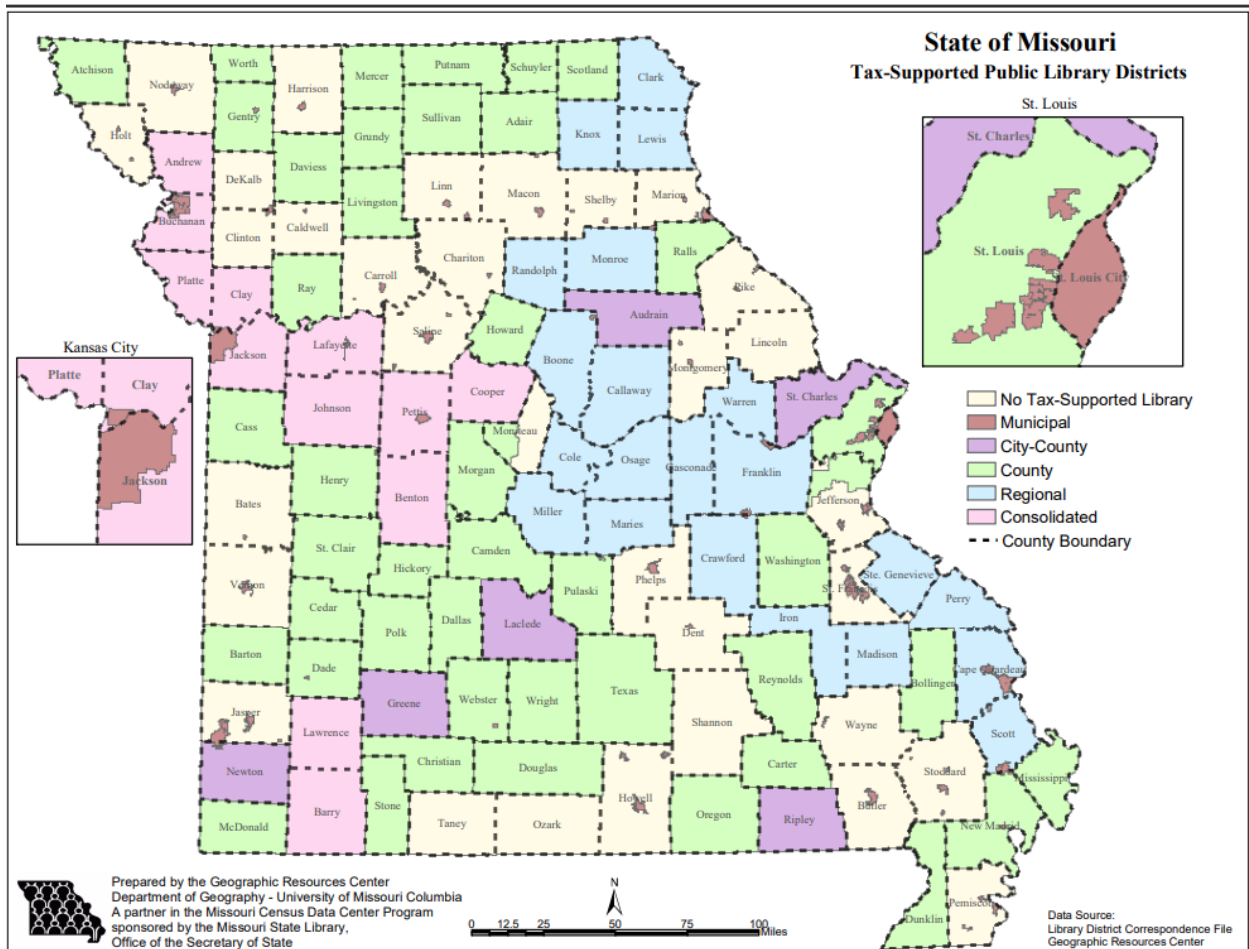 State of Missouri
Tax-Supported Public Library Districts
St. Louis
St. Charles
St. Louis
St. Louis City
No Tax-Supported Library
Municipal
City-County
County
Regional
Consolidated
County Boundary
Kansas City
Platte
Clay
Jackson
Atchison
Nodaway
Worth
Harrison
Mercer
Putnam
Schuyler
Scotland
Clark
Holt
Gentry
Grundy
Sullivan
Adair
Knox
Lewis
Andrew
DeKalb
Daviess
Livingston
Linn
Macon
Shelby
Marion
Buchanan
Clinton
Caldwell
Carroll
Chariton
Randolph
Monroe
Ralls
Platte
Clay
Ray
Pike
Audrain
Jackson
Lafayette
Saline
Howard
Boone
Callaway
Montgomery
Lincoln
Warren
St. Charles
Cass
Johnson
Pettis
Cooper
Moniteau
Cole
Osage
Gasconade
Franklin
Jefferson
Bates
Henry
Benton
Morgan
Miller
Maries
Vernon
St. Clair
Hickory
Camden
Pulaski
Phelps
Crawford
Washington
St. Francois
Ste. Genevieve
Perry
Barton
Cedar
Polk
Dallas
Laclede
Dent
Iron
Madison
Cape Girardeau
Bollinger
Jasper
Dade
Greene
Webster
Wright
Texas
Reynolds
Shannon
Wayne
Scott
Newton
Lawrence
Christian
Douglas
Carter
Stoddard
Mississippi
McDonald
Barry
Stone
Taney
Ozark
Howell
Oregon
Ripley
Butler
New Madrid
Dunklin
Pemiscot
Prepared by the Geographic Resources Center
Department of Geography - University of Missouri Columbia
A partner in the Missouri Census Data Center Program
sponsored by the Missouri State Library,
Office of the Secretary of State
N
0 12.5 25 50 75 100
Miles
Data Source:
Library District Correspondence File
Geographic Resources Center